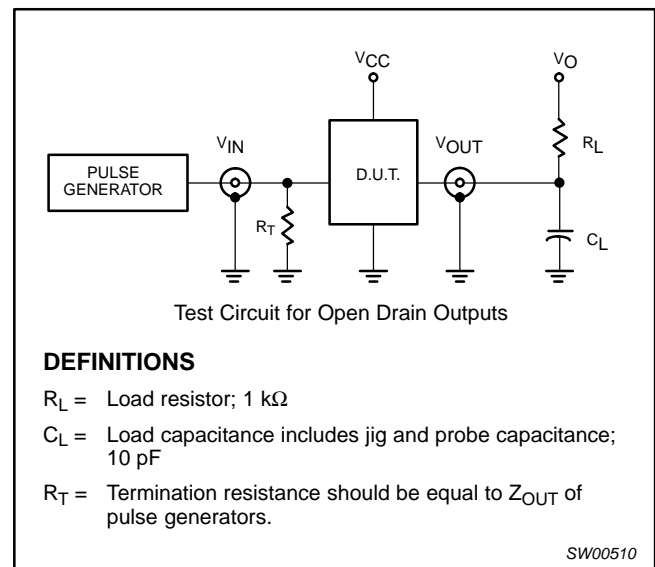 VCC
VO
VIN
VOUT
RL
PULSE
GENERATOR
D.U.T.
RT
CL
Test Circuit for Open Drain Outputs
DEFINITIONS
RL = Load resistor; 1 kΩ
CL = Load capacitance includes jig and probe capacitance;
10 pF
RT = Termination resistance should be equal to ZOUT of
pulse generators.
SW00510